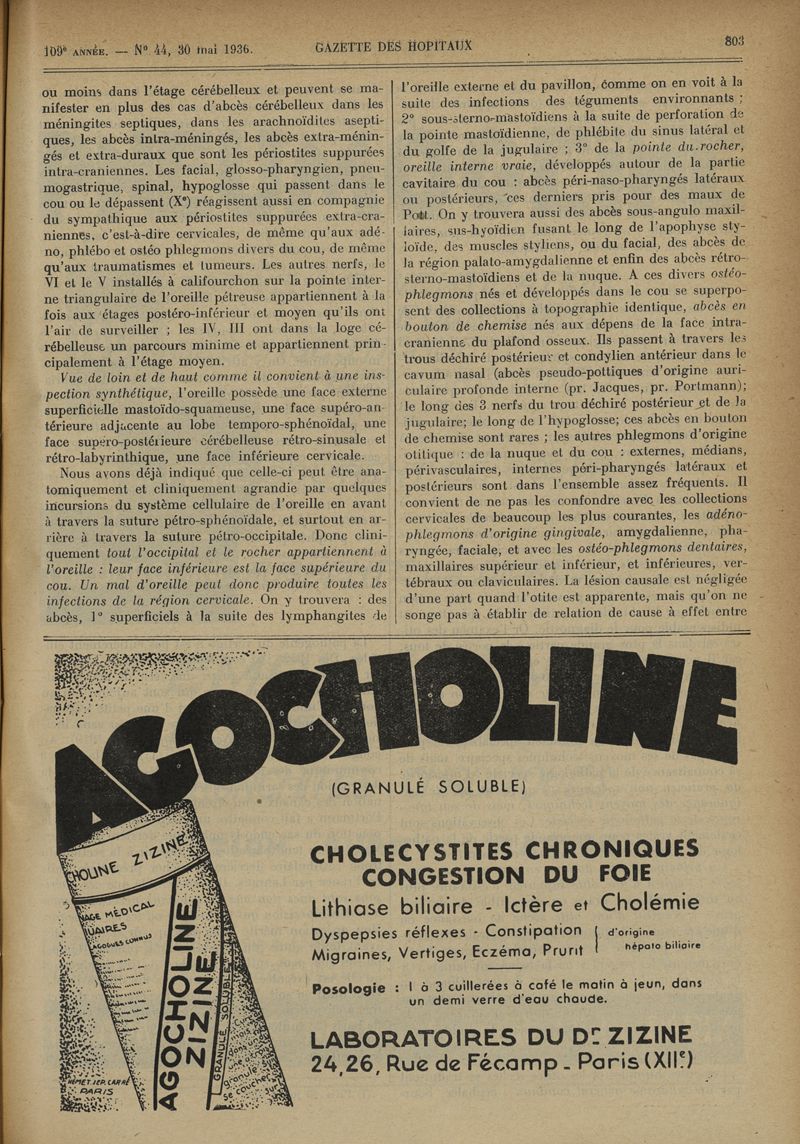 109e ANNÉE. — No 44, 30 mai 1936.
GAZETTE DES HOPITAUX
803
ou moins dans l'étage cérébelleux et peuvent se ma-
nifester en plus des cas d'abcès cérébelleux dans les
méningites septiques, dans les arachnoïdites asepti-
ques, les abcès intra-méningés, les abcès extra-ménin-
gés et extra-duraux que sont les périostites suppurées
intra-craniennes. Les facial, glosso-pharyngien, pneu-
mogastrique, spinal, hypoglosse qui passent dans le
cou ou le dépassent (Xe) réagissent aussi en compagnie
du sympathique aux périostites suppurées extra-cra-
niennes, c'est-à-dire cervicales, de même qu'aux adé-
no, phlébo et ostéo phlegmons divers du cou, de même
qu'aux traumatismes et tumeurs. Les autres nerfs, le
VI et le V installés à califourchon sur la pointe inter-
ne triangulaire de l'oreille pétreuse appartiennent à la
fois aux étages postéro-inférieur et moyen qu'ils ont
l'air de surveiller ; les IV, III ont dans la loge cé-
rébelleuse un parcours minime et appartiennent prin-
cipalement à l'étage moyen.
Vue de loin et de haut comme il convient à une ins-
pection synthétique, l'oreille possède une face externe
superficielle mastoïdo-squameuse, une face supéro-an-
térieure adjacente au lobe temporo-sphénoïdal, une
face supero-postérieure cérébelleuse rétro-sinusale et
rétro-labyrinthique, une face inférieure cervicale.
Nous avons déjà indiqué que celle-ci peut être ana-
tomiquement et cliniquement agrandie par quelques
incursions du système cellulaire de l'oreille en avant
à travers la suture pétro-sphénoïdale, et surtout en ar-
rière à travers la suture pétro-occipitale. Donc clini-
quement tout l'occipital et le rocher appartiennent à
l'oreille : leur face inférieure est la face supérieure du
cou. Un mal d'oreille peut donc produire toutes les
infections de la région cervicale. On y trouvera : des
abcès, 1° superficiels à la suite des lymphangites de
l'oreille externe et du pavillon, comme on en voit à la
suite des infections des téguments environnants ;
2° sous-sterno-mastoïdiens à la suite de perforation de
la pointe mastoïdienne, de phlébite du sinus latéral et
du golfe de la jugulaire ; 3° de la pointe du rocher,
oreille interne vraie, développés autour de la partie
cavitaire du cou : abcès péri-naso-pharyngés latéraux
ou postérieurs, ces derniers pris pour des maux de
Pott. On y trouvera aussi des abcès sous-angulo maxil-
laires, sus-hyoïdien fusant le long de l'apophyse sty-
loïde, des muscles styliens, ou du facial, des abcès de
la région palato-amygdalienne et enfin des abcès rétro-
sterno-mastoïdiens et de la nuque. A ces divers ostéo-
phlegmons nés et développés dans le cou se superpo-
sent des collections à topographie identique, abcès en
bouton de chemise nés aux dépens de la face intra-
cranienne du plafond osseux. Ils passent à travers les
trous déchiré postérieur et condylien antérieur dans le
cavum nasal (abcès pseudo-pottiques d'origine auri-
culaire profonde interne (pr. Jacques, pr. Portmann);
le long des 3 nerfs du trou déchiré postérieur et de la
jugulaire; le long de l'hypoglosse; ces abcès en bouton
de chemise sont rares ; les autres phlegmons d'origine
otitique : de la nuque et du cou : externes, médians,
périvasculaires, internes péri-pharyngés latéraux et
postérieurs sont dans l'ensemble assez fréquents. Il
convient de ne pas les confondre avec les collections
cervicales de beaucoup les plus courantes, les adéno-
phlegmons d'origine gingivale, amygdalienne, pha-
ryngée, faciale, et avec les ostéo-phlegmons dentaires,
maxillaires supérieur et inférieur, et inférieures, ver-
tébraux ou claviculaires. La lésion causale est négligée
d'une part quand l'otite est apparente, mais qu'on ne
songe pas à établir de relation de cause à effet entre
AGOCHOLINE
(GRANULÉ SOLUBLE)
CHOLECYSTITES CHRONIQUES
CONGESTION DU FOIE
Lithiase biliaire - Ictère et Cholémie
Dyspepsies réflexes - Constipation
Migraines, Vertiges, Eczéma, Prurit
d'origine
hépato biliaire
Posologie : 1 à 3 cuillerées à café le matin à jeun, dans
un demi verre d'eau chaude.
LABORATOIRES DU Dr ZIZINE
24,26, Rue de Fécamp - Paris (XIIe)
CHOLINE ZIZINE
AGE MÉDICAL
IAIRES
AGOGUES CONNUS
AGOCHOLINE
ZIZINE
GRANULÉ SOLUBLE
granulé
se coucher
PARIS